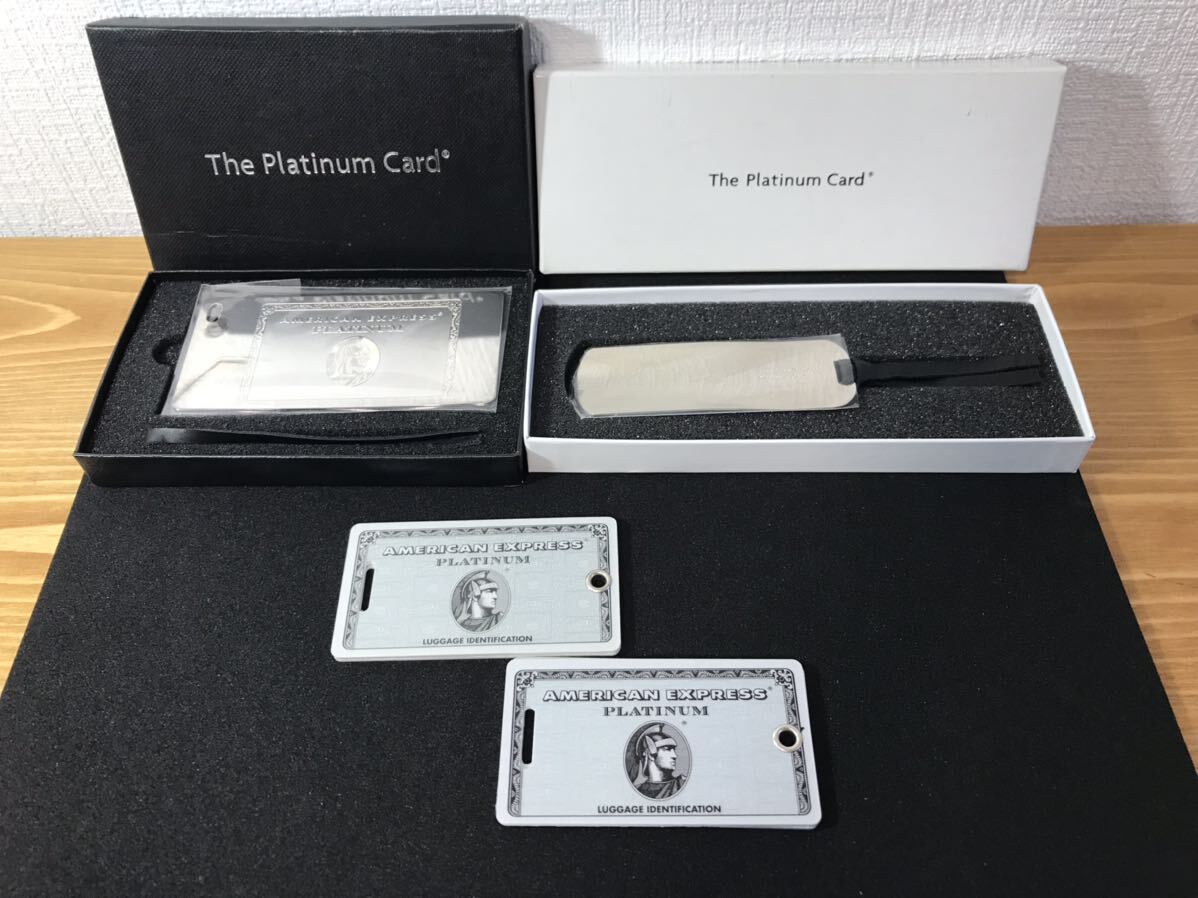 The Platinum Card®
The Platinum Card®
AMERICAN EXPRESS®
PLATINUM
AMERICAN EXPRESS®
PLATINUM
LUGGAGE IDENTIFICATION
AMERICAN EXPRESS®
PLATINUM
LUGGAGE IDENTIFICATION